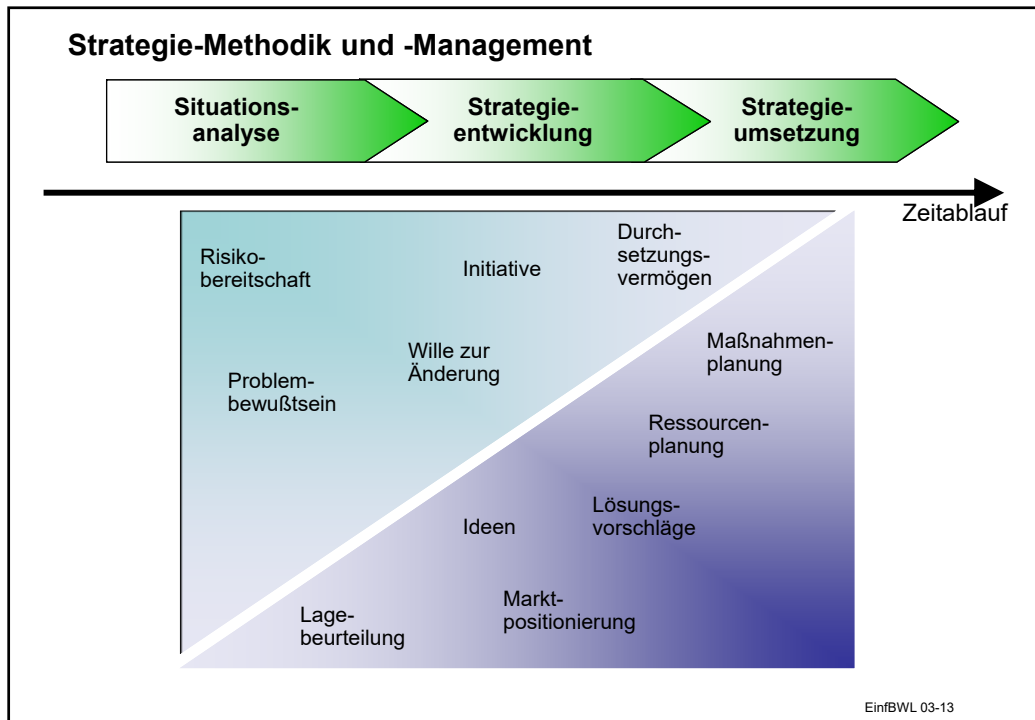 Strategie-Methodik und -Management
Situations-
analyse
Strategie-
entwicklung
Strategie-
umsetzung
Zeitablauf
Risiko-
bereitschaft
Initiative
Durch-
setzungs-
vermögen
Problem-
bewußtsein
Wille zur
Änderung
Maßnahmen-
planung
Ressourcen-
planung
Ideen
Lösungs-
vorschläge
Lage-
beurteilung
Markt-
positionierung
EinfBWL 03-13